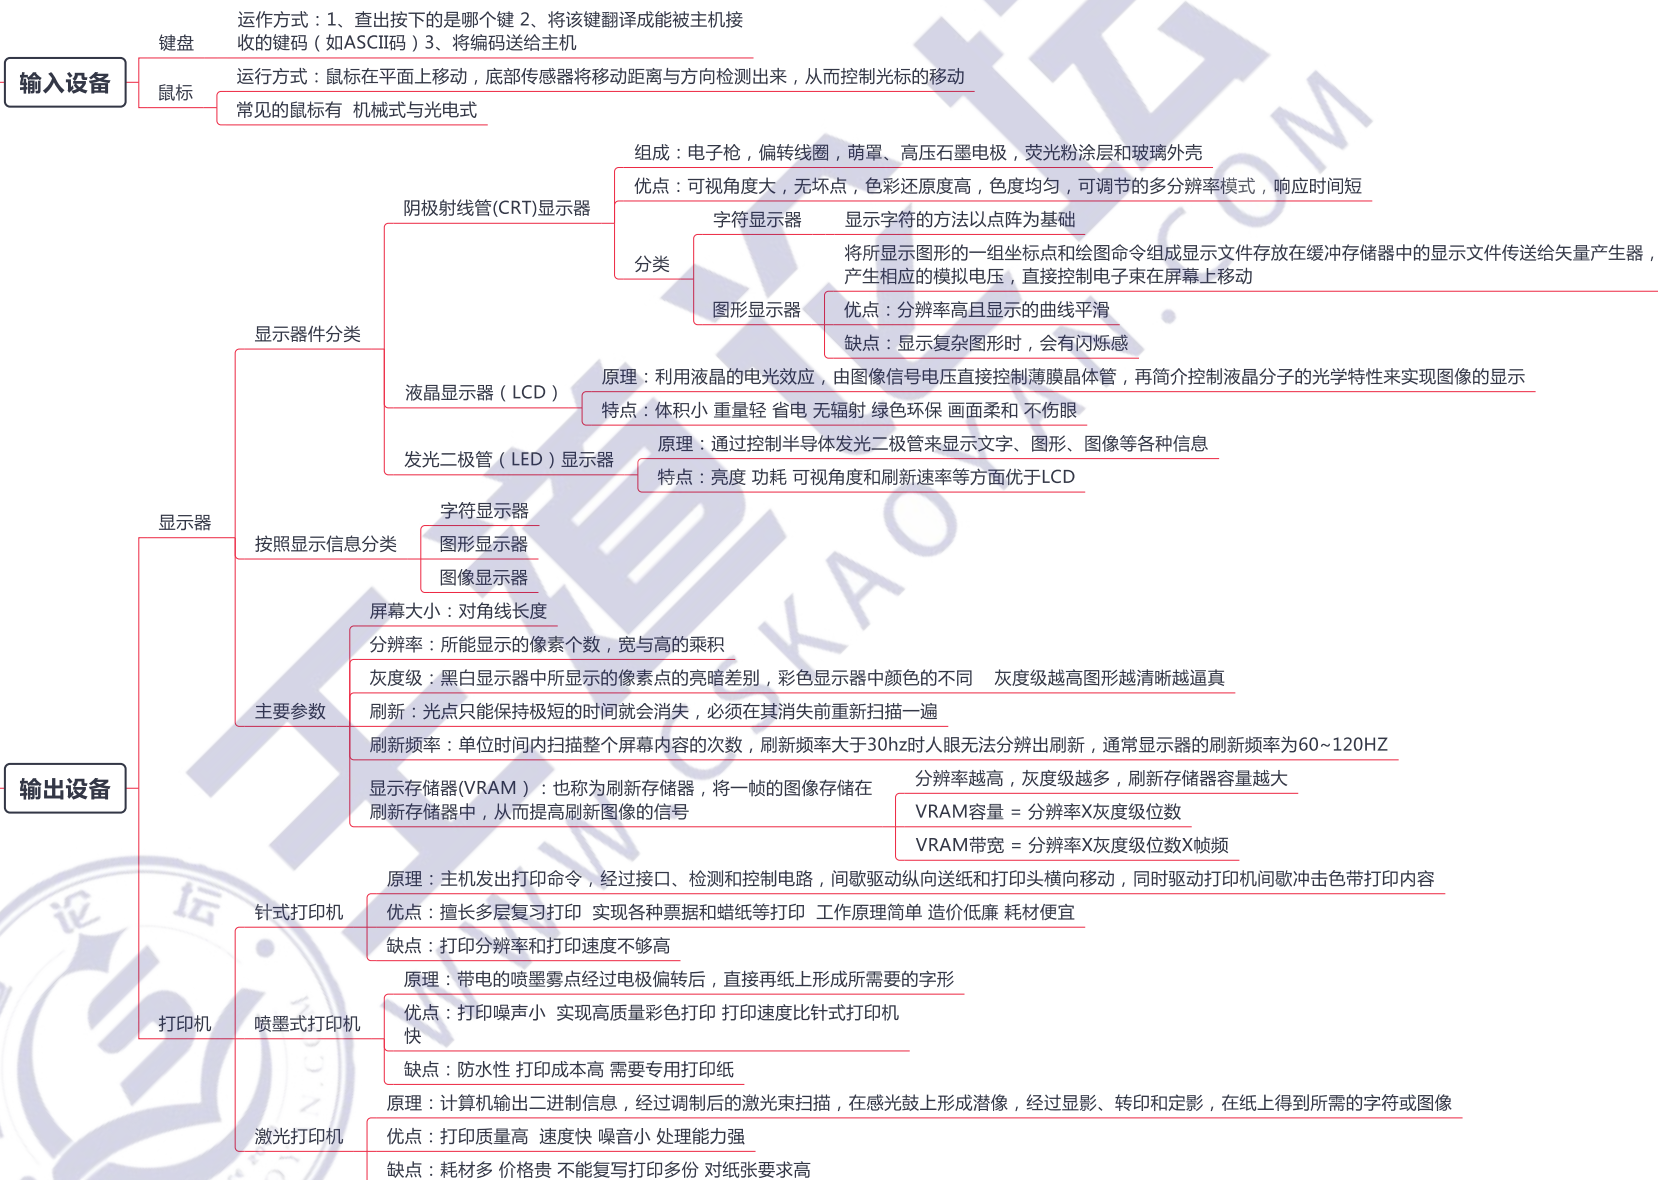 运作方式：1、查出按下的是哪个键 2、将该键翻译成能被主机接
收的键码（如ASCII码）3、将编码送给主机
键盘
输入设备
运行方式：鼠标在平面上移动，底部传感器将移动距离与方向检测出来，从而控制光标的移动
鼠标
常见的鼠标有 机械式与光电式
组成：电子枪，偏转线圈，萌罩、高压石墨电极，荧光粉涂层和玻璃外壳
优点：可视角度大，无坏点，色彩还原度高，色度均匀，可调节的多分辨率模式，响应时间短
阴极射线管(CRT)显示器
字符显示器
显示字符的方法以点阵为基础
分类
将所显示图形的一组坐标点和绘图命令组成显示文件存放在缓冲存储器中的显示文件传送给矢量产生器，
产生相应的模拟电压，直接控制电子束在屏幕上移动
图形显示器
优点：分辨率高且显示的曲线平滑
缺点：显示复杂图形时，会有闪烁感
显示器件分类
原理：利用液晶的电光效应，由图像信号电压直接控制薄膜晶体管，再简介控制液晶分子的光学特性来实现图像的显示
液晶显示器（LCD）
特点：体积小 重量轻 省电 无辐射 绿色环保 画面柔和 不伤眼
原理：通过控制半导体发光二极管来显示文字、图形、图像等各种信息
发光二极管（LED）显示器
特点：亮度 功耗 可视角度和刷新速率等方面优于LCD
显示器
字符显示器
按照显示信息分类
图形显示器
图像显示器
屏幕大小：对角线长度
分辨率：所能显示的像素个数，宽与高的乘积
灰度级：黑白显示器中所显示的像素点的亮暗差别，彩色显示器中颜色的不同 灰度级越高图形越清晰越逼真
主要参数
刷新：光点只能保持极短的时间就会消失，必须在其消失前重新扫描一遍
刷新频率：单位时间内扫描整个屏幕内容的次数，刷新频率大于30hz时人眼无法分辨出刷新，通常显示器的刷新频率为60~120HZ
输出设备
显示存储器(VRAM）：也称为刷新存储器，将一帧的图像存储在
刷新存储器中，从而提高刷新图像的信号
分辨率越高，灰度级越多，刷新存储器容量越大
VRAM容量 = 分辨率X灰度级位数
VRAM带宽 = 分辨率X灰度级位数X帧频
原理：主机发出打印命令，经过接口、检测和控制电路，间歇驱动纵向送纸和打印头横向移动，同时驱动打印机间歇冲击色带打印内容
针式打印机
优点：擅长多层复习打印 实现各种票据和蜡纸等打印 工作原理简单 造价低廉 耗材便宜
缺点：打印分辨率和打印速度不够高
原理：带电的喷墨雾点经过电极偏转后，直接再纸上形成所需要的字形
打印机
喷墨式打印机
优点：打印噪声小 实现高质量彩色打印 打印速度比针式打印机
快
缺点：防水性 打印成本高 需要专用打印纸
原理：计算机输出二进制信息，经过调制后的激光束扫描，在感光鼓上形成潜像，经过显影、转印和定影，在纸上得到所需的字符或图像
激光打印机
优点：打印质量高 速度快 噪音小 处理能力强
缺点：耗材多 价格贵 不能复写打印多份 对纸张要求高
王道论坛
WWW.CSKAOYAN.COM
论坛